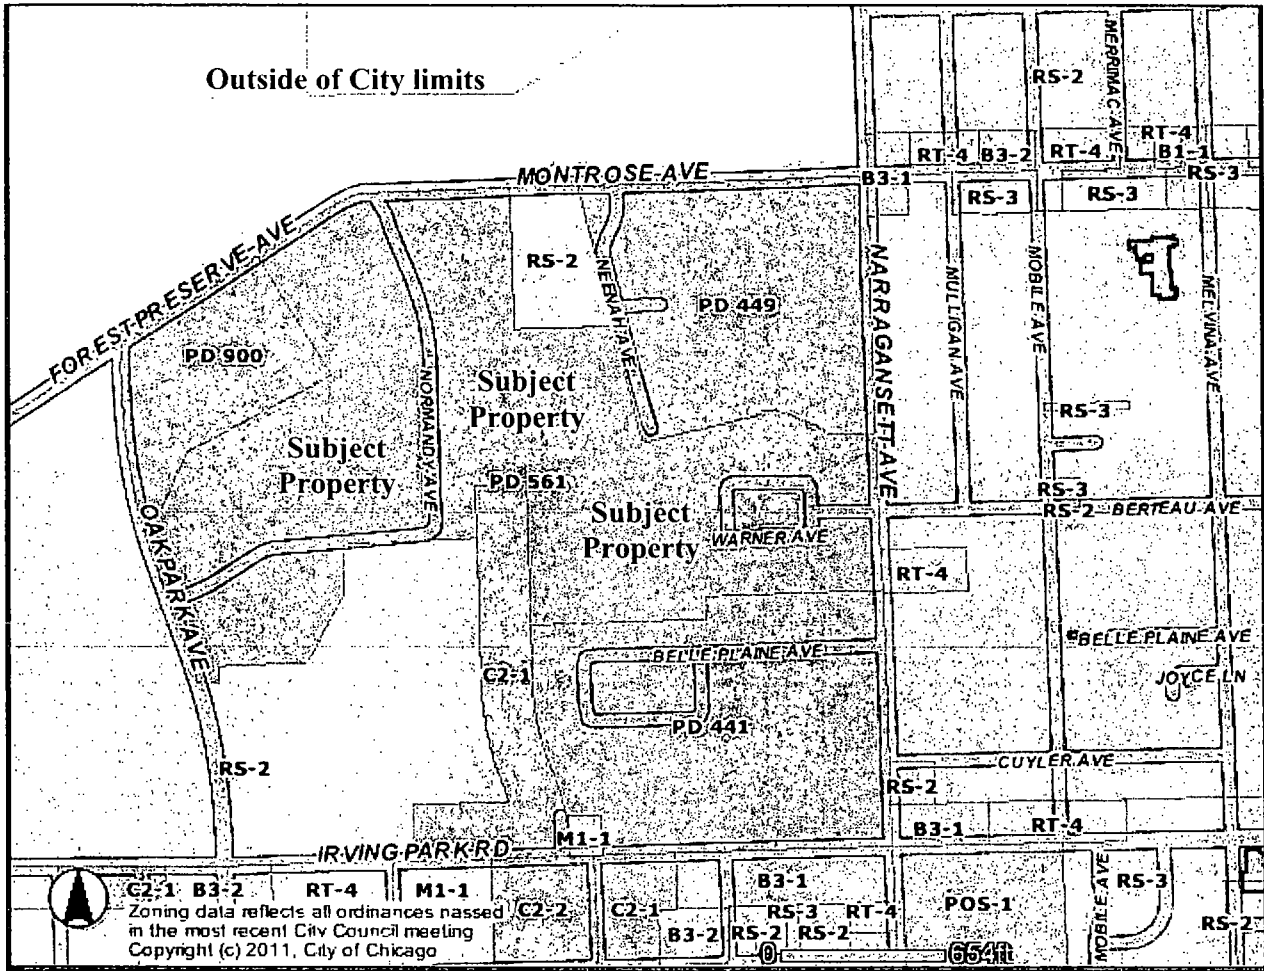 Outside of City limits
RS-2
MERRIMAC AVE
RT-4
RT-4 B3-2 RT-4 B1-1
MONTROSE AVE
B3-1
RS-3
RS-3
RS-3
FOREST PRESERVE AVE
RS-2
NEENAH AVE
PD 449
NARRAGANSETT AVE
MULLIGAN AVE
MOBILE AVE
MELVINA AVE
PD 900
NORMANDY AVE
Subject
Property
RS-3
Subject
Property
PD 561
RS-3
OAK PARK AVE
Subject
Property
WARNER AVE
RS-2 BERTEAU AVE
RT-4
BELLE PLAINE AVE
BELLE PLAINE AVE
C2-1
JOYCE LN
PD 441
RS-2
CUYLER AVE
RS-2
M1-1
B3-1
RT-4
IRVING PARK RD
C2-1 B3-2 RT-4 M1-1
C2-2
C2-1
B3-1
RS-3 RT-4
B3-2 RS-2 RS-2
POS-1
MOBILE AVE
RS-3
RS-2
Zoning data reflects all ordinances passed
in the most recent City Council meeting
Copyright (c) 2011, City of Chicago
0 654ft